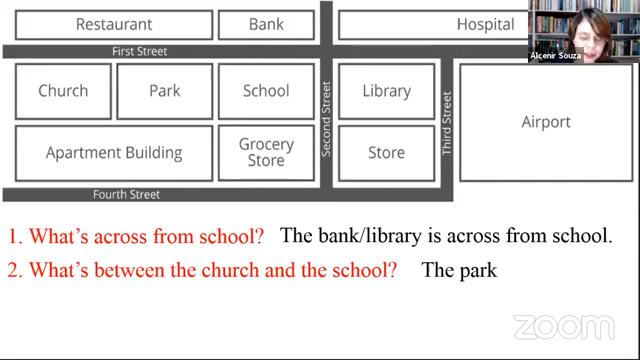 Restaurant
Bank
Hospital
Alcenir Souza
First Street
Church
Park
School
Second Street
Library
Third Street
Airport
Apartment Building
Grocery
Store
Store
Fourth Street
1. What's across from school? The bank/library is across from school.
2. What's between the church and the school? The park
zoom